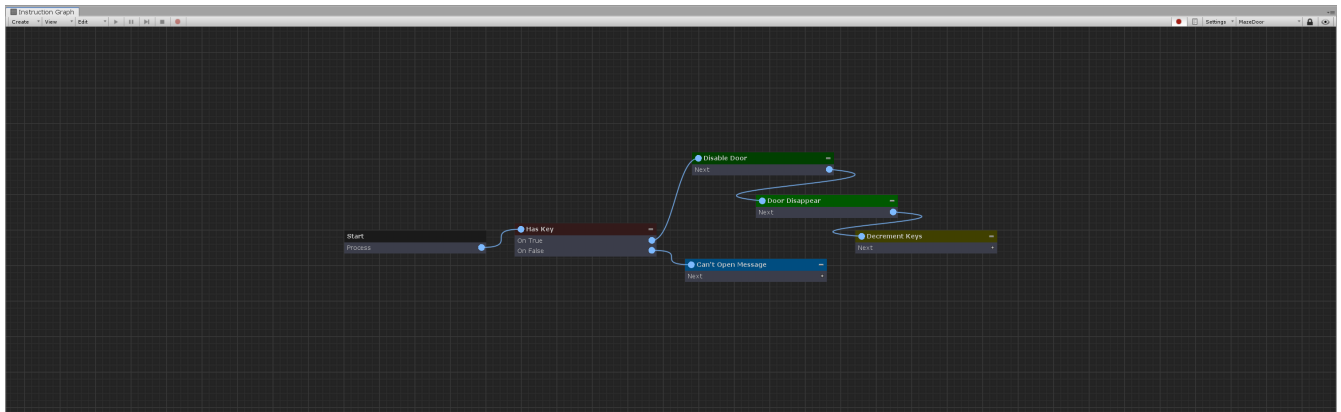 Instruction Graph
Create View Edit Settings MazeDoor
Disable Door
Next
Door Disappear
Next
Has Key
On True
On False
Start
Process
Decrement Keys
Next
Can't Open Message
Next